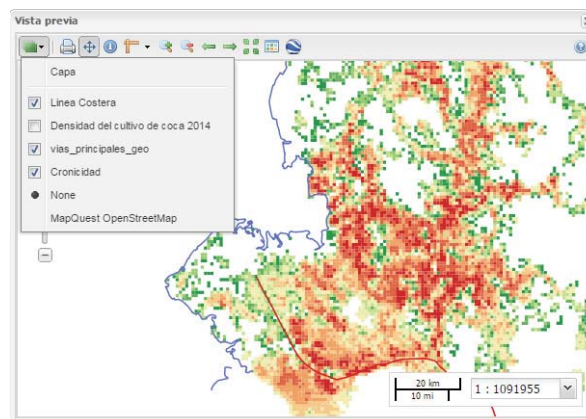 Vista previa
Capa
Linea Costera
Densidad del cultivo de coca 2014
vias_principales_geo
Cronicidad
None
MapQuest OpenStreetMap
20 km
10 mi
1 : 1091955